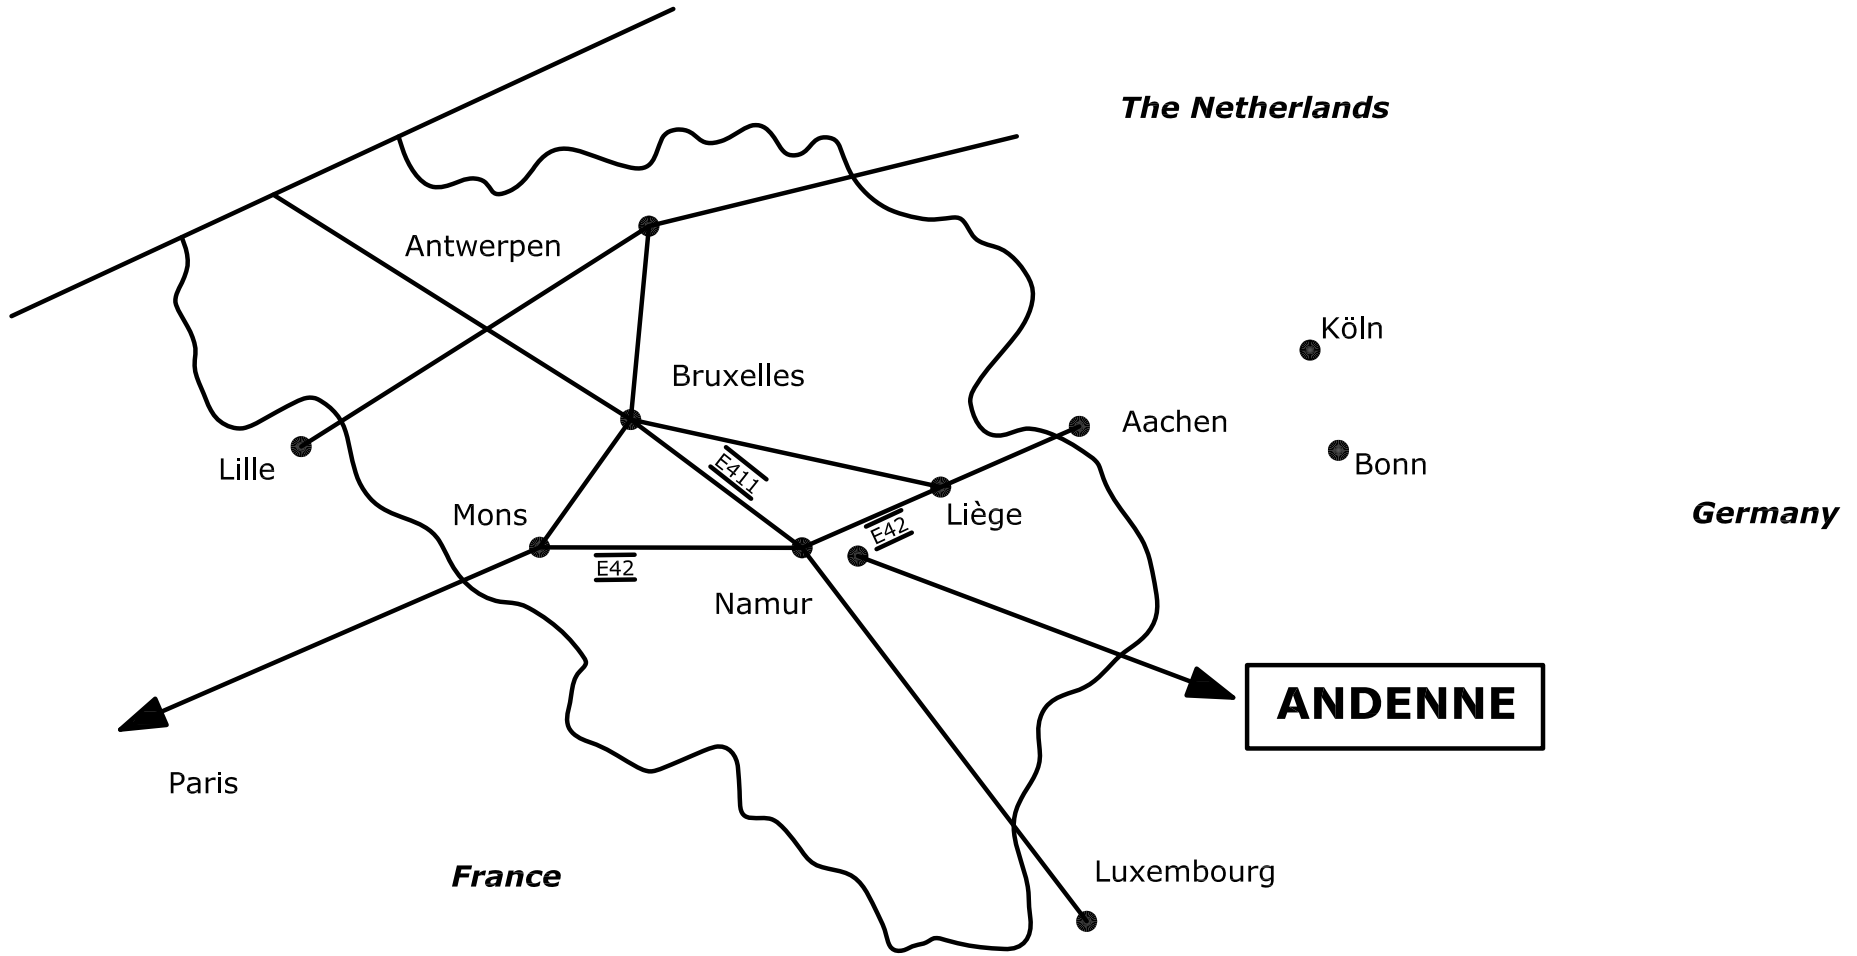 The Netherlands
Antwerpen
Köln
Bruxelles
Aachen
Lille
Bonn
E411
Mons
Liège
Germany
E42
E42
Namur
ANDENNE
Paris
France
Luxembourg